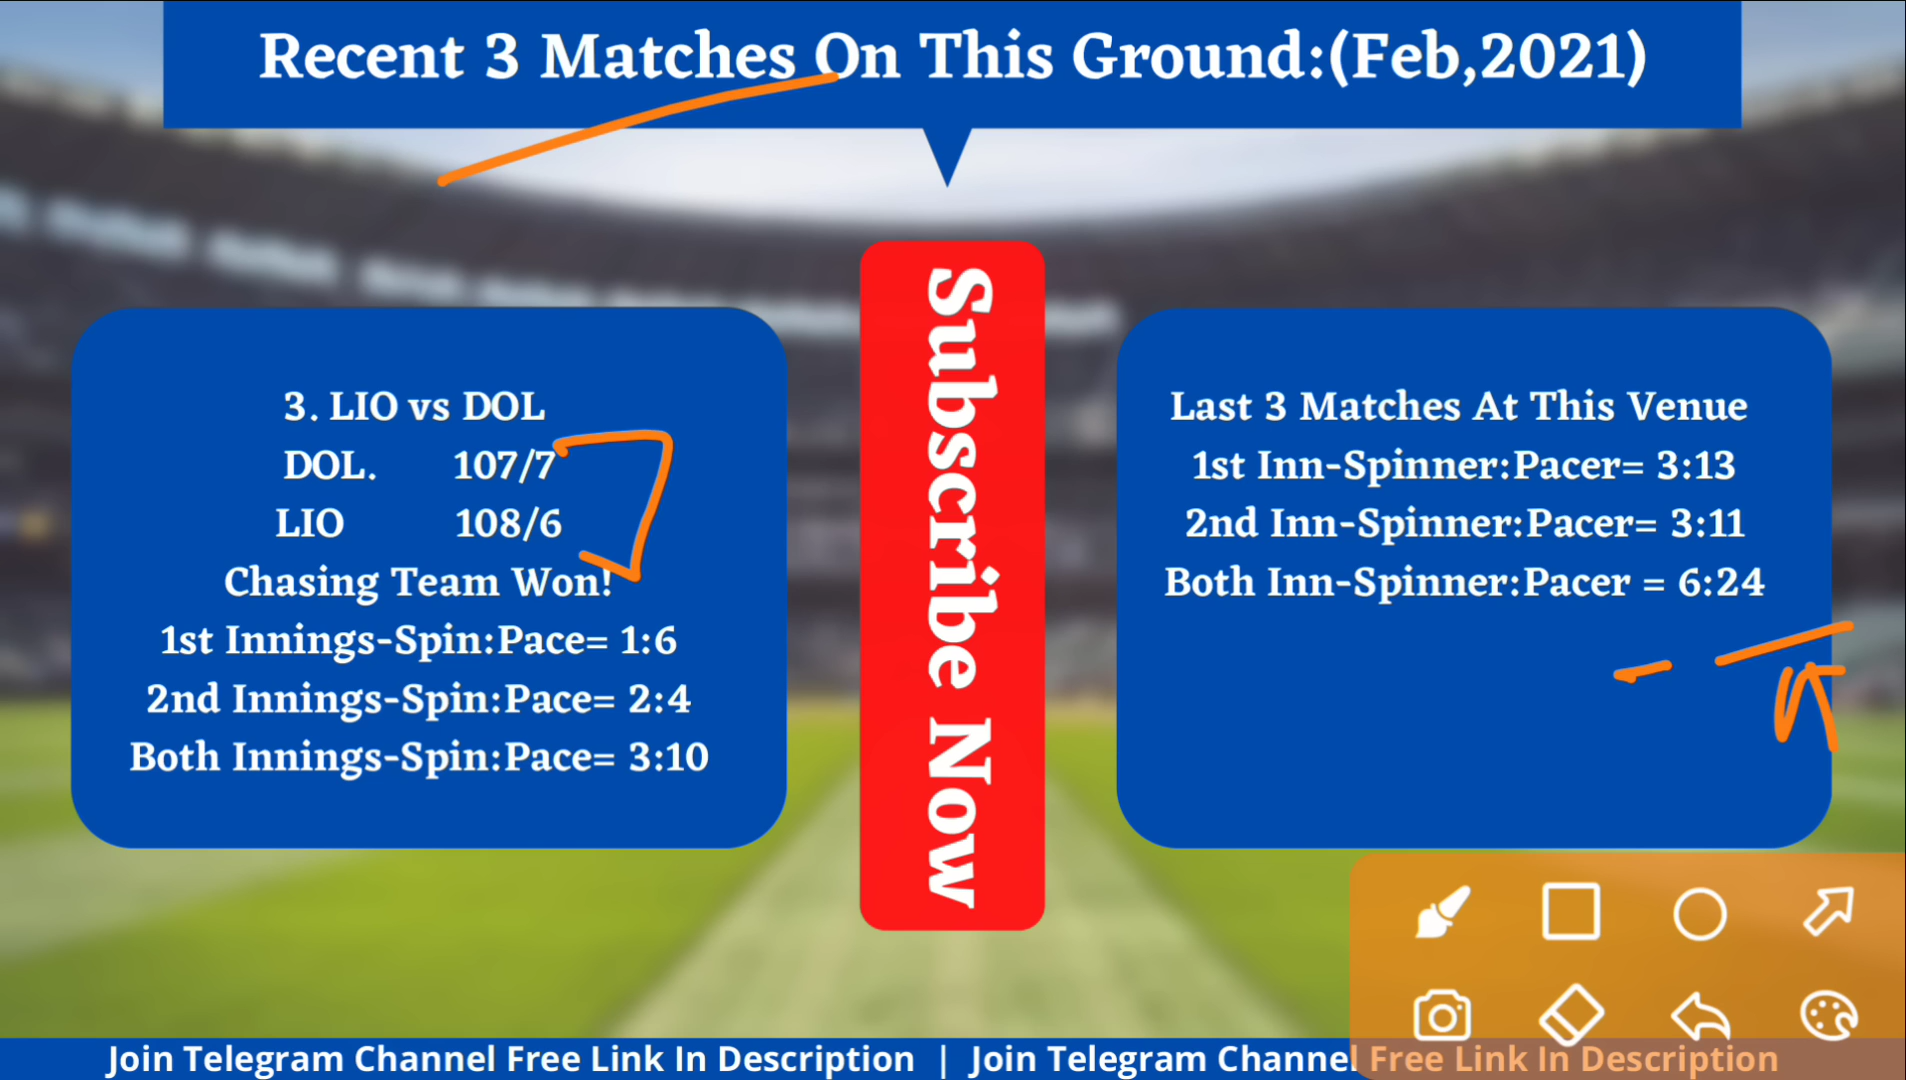 Recent 3 Matches On This Ground:(Feb,2021)
3. LIO vs DOL
DOL. 107/7
LIO 108/6
Chasing Team Won!
1st Innings-Spin:Pace= 1:6
2nd Innings-Spin:Pace= 2:4
Both Innings-Spin:Pace= 3:10
Subscribe Now
Last 3 Matches At This Venue
1st Inn-Spinner:Pacer= 3:13
2nd Inn-Spinner:Pacer= 3:11
Both Inn-Spinner:Pacer = 6:24
Join Telegram Channel Free Link In Description | Join Telegram Channel Free Link In Description